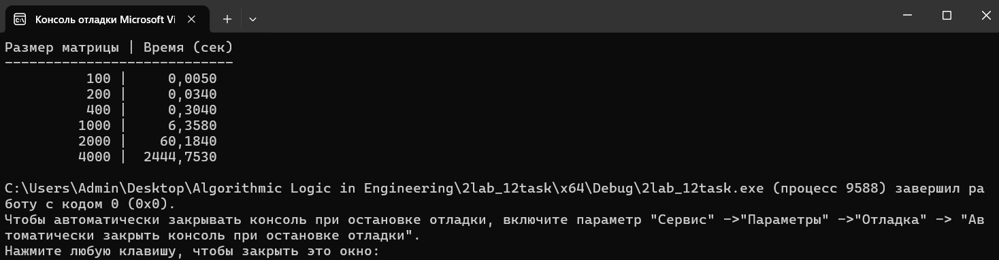 Консоль отладки Microsoft Vi
Размер матрицы | Время (сек)
----------------------------
100 | 0,0050
200 | 0,0340
400 | 0,3040
1000 | 6,3580
2000 | 60,1840
4000 | 2444,7530
C:\Users\Admin\Desktop\Algorithmic Logic in Engineering\2lab_12task\x64\Debug\2lab_12task.exe (процесс 9588) завершил ра
боту с кодом 0 (0x0).
Чтобы автоматически закрывать консоль при остановке отладки, включите параметр "Сервис" ->"Параметры" ->"Отладка" -> "Ав
томатически закрыть консоль при остановке отладки".
Нажмите любую клавишу, чтобы закрыть это окно: